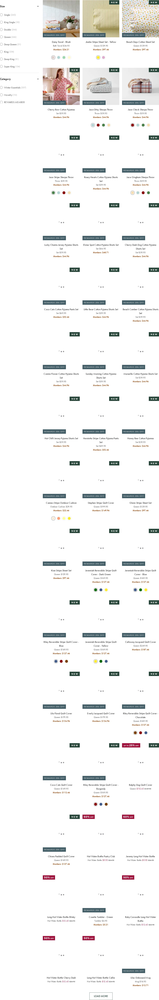 Size
Single (340)
King Single (30)
Double (366)
Queen (366)
Deep Queen (31)
King (358)
Deep King (31)
Super King (134)
Category
Winter Essentials (207)
Novelty (112)
REWARDS MEMBER
REWARDS 25% OFF
Daisy Towel - Blush
Bath Towel $34.95
Members: $26.21
NEW
REWARDS 25% OFF
Andre Stripe Sheet Set - Yellow
Queen $129.95
Members: $97.46
NEW
REWARDS 25% OFF
Beach Days Cotton Sheet Set
Queen $129.95
Members: $97.46
NEW
REWARDS 25% OFF
Cherry Bow Cotton Pyjamas
Set $59.95
Members: $44.96
NEW
REWARDS 25% OFF
Jace Ditsy Sherpa Throw
Throw $59.95
Members: $44.96
NEW
REWARDS 25% OFF
Jace Check Sherpa Throw
Throw $59.95
Members: $44.96
NEW
REWARDS 25% OFF
Jace Stripe Sherpa Throw
Throw $59.95
Members: $44.96
NEW
REWARDS 25% OFF
Rosey Hearts Cotton Pyjama Shorts
Set
Set $59.95
Members: $44.96
NEW
REWARDS 25% OFF
Jace Gingham Sherpa Throw
Throw $59.95
Members: $44.96
NEW
REWARDS 25% OFF
Lucky Charms Jersey Pyjama Shorts
Set
Set $59.95
Members: $44.96
NEW
REWARDS 25% OFF
Eloise Spot Cotton Pyjama Shorts Set
Set $64.95
Members: $48.71
NEW
REWARDS 25% OFF
Cherry Dash Dog Cotton Pyjama
Shorts Set
Set $59.95
Members: $44.96
NEW
REWARDS 25% OFF
Coco Cats Cotton Pyjama Pants Set
Set $69.95
Members: $52.46
NEW
REWARDS 25% OFF
Little Bear Cotton Pyjama Shorts Set
Set $59.95
Members: $44.96
NEW
REWARDS 25% OFF
Beach Comber Cotton Pyjama Shorts
Set
Set $59.95
Members: $44.96
NEW
REWARDS 25% OFF
Connie Flower Cotton Pyjama Shorts
Set
Set $59.95
Members: $44.96
NEW
REWARDS 25% OFF
Sunday Morning Cotton Pyjama
Shorts Set
Set $59.95
Members: $44.96
NEW
REWARDS 25% OFF
Marseille Cotton Pyjama Shorts Set
Set $59.95
Members: $44.96
NEW
REWARDS 25% OFF
Hot Chilli Jersey Pyjama Shorts Set
Set $59.95
Members: $44.96
NEW
REWARDS 25% OFF
Henrietta Stripe Cotton Pyjama Pants
Set
Set $69.95
Members: $52.46
NEW
REWARDS 25% OFF
Honey Bee Cotton Pyjamas
Set $59.95
Members: $44.96
NEW
REWARDS 25% OFF
Cannes Stripe Outdoor Cushion
Outdoor Cushion $29.95
Members: $22.46
NEW
REWARDS 25% OFF
Stephen Stripe Quilt Cover
Queen $199.95
Members: $149.96
NEW
REWARDS 25% OFF
Glenn Stripe Sheet Set
Queen $129.95
Members: $97.46
NEW
REWARDS 25% OFF
Kian Stripe Sheet Set
Queen $129.95
Members: $97.46
NEW
REWARDS 25% OFF
Jeremiah Reversible Stripe Quilt
Cover - Dark Green
Queen $169.95
Members: $127.46
NEW
REWARDS 25% OFF
Jeremiah Reversible Stripe Quilt
Cover - Blue
Queen $169.95
Members: $127.46
NEW
REWARDS 25% OFF
Riley Reversible Stripe Quilt Cover -
Blue
Queen $169.95
Members: $127.46
NEW
REWARDS 25% OFF
Jeremiah Reversible Stripe Quilt
Cover - Yellow
Queen $169.95
Members: $127.46
NEW
REWARDS 25% OFF
Calloway Jacquard Quilt Cover
Queen $249.95
Members: $187.46
NEW
REWARDS 25% OFF
Lila Floral Quilt Cover
Queen $179.95
Members: $134.96
NEW
REWARDS 25% OFF
Everly Jacquard Quilt Cover
Queen $179.95
Members: $134.96
NEW
REWARDS 25% OFF
Riley Reversible Stripe Quilt Cover -
Chocolate
Queen $169.95
Members: $127.46
NEW
REWARDS 25% OFF
Coco Cats Quilt Cover
Queen $149.95
Members: $112.46
NEW
REWARDS 25% OFF
Riley Reversible Stripe Quilt Cover -
Burgundy
Queen $169.95
Members: $127.46
UP TO 25% OFF
NEW
Ralphy Dog Quilt Cover
Queen $112.45 $149.95
NEW
REWARDS 25% OFF
Chiara Padded Quilt Cover
Queen $169.95
Members: $127.46
60% OFF
Hot Water Bottle Pastry Club
Hot Water Bottle $9.95 $24.95
60% OFF
Jeremy Long Hot Water Bottle
Hot Water Bottle $9.95 $24.95
50% OFF
Long Hot Water Bottle Blinky
Hot Water Bottle $12.45 $24.95
REWARDS 25% OFF
Cosette Tumbler - Green
Tumbler $6.95
Members: $5.21
50% OFF
Ruby Cavoodle Long Hot Water
Bottle
Hot Water Bottle $12.45 $24.95
50% OFF
Hot Water Bottle Cherry Dash
Hot Water Bottle $12.45 $24.95
50% OFF
Long Hot Water Bottle Callie
Hot Water Bottle $12.45 $24.95
REWARDS 25% OFF
Lilac Embossed Mug
Mug $16.95
Members: $12.71
LOAD MORE